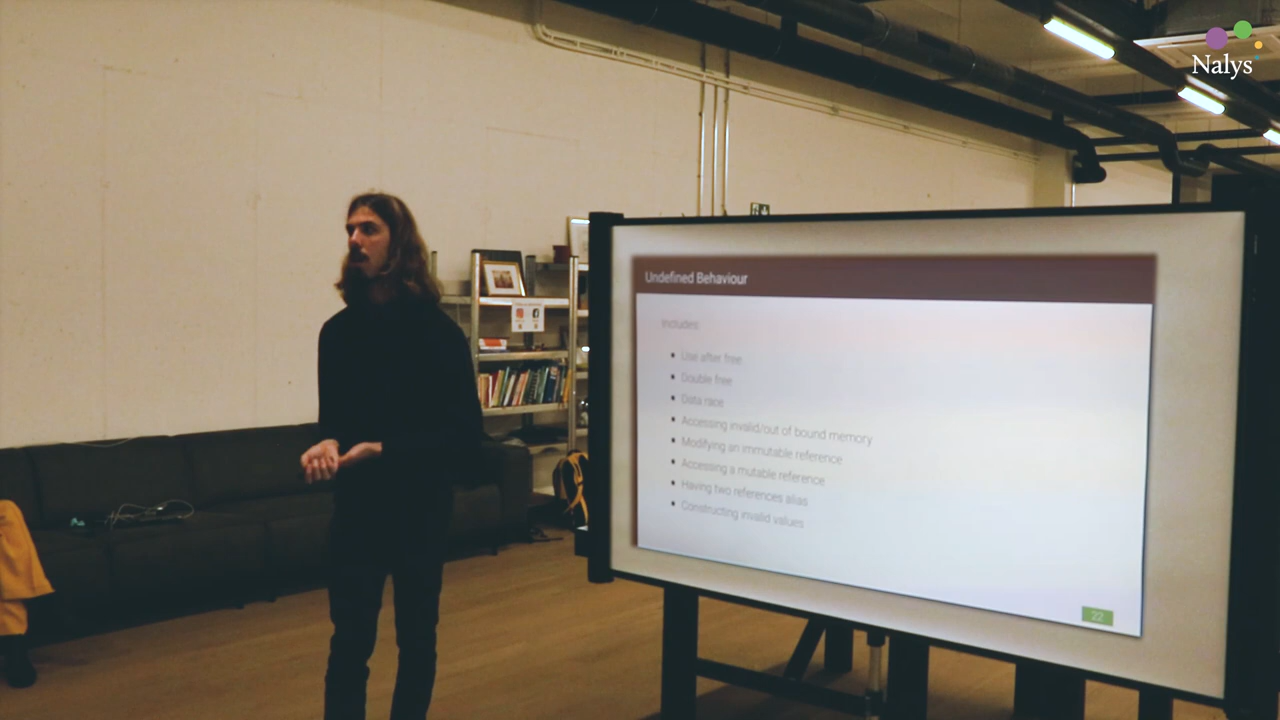 Nalys
Undefined Behaviour
Includes:
Use after free
Double free
Data race
Accessing invalid/out of bound memory
Modifying an immutable reference
Accessing a mutable reference
Having two references alias
Constructing invalid values
22